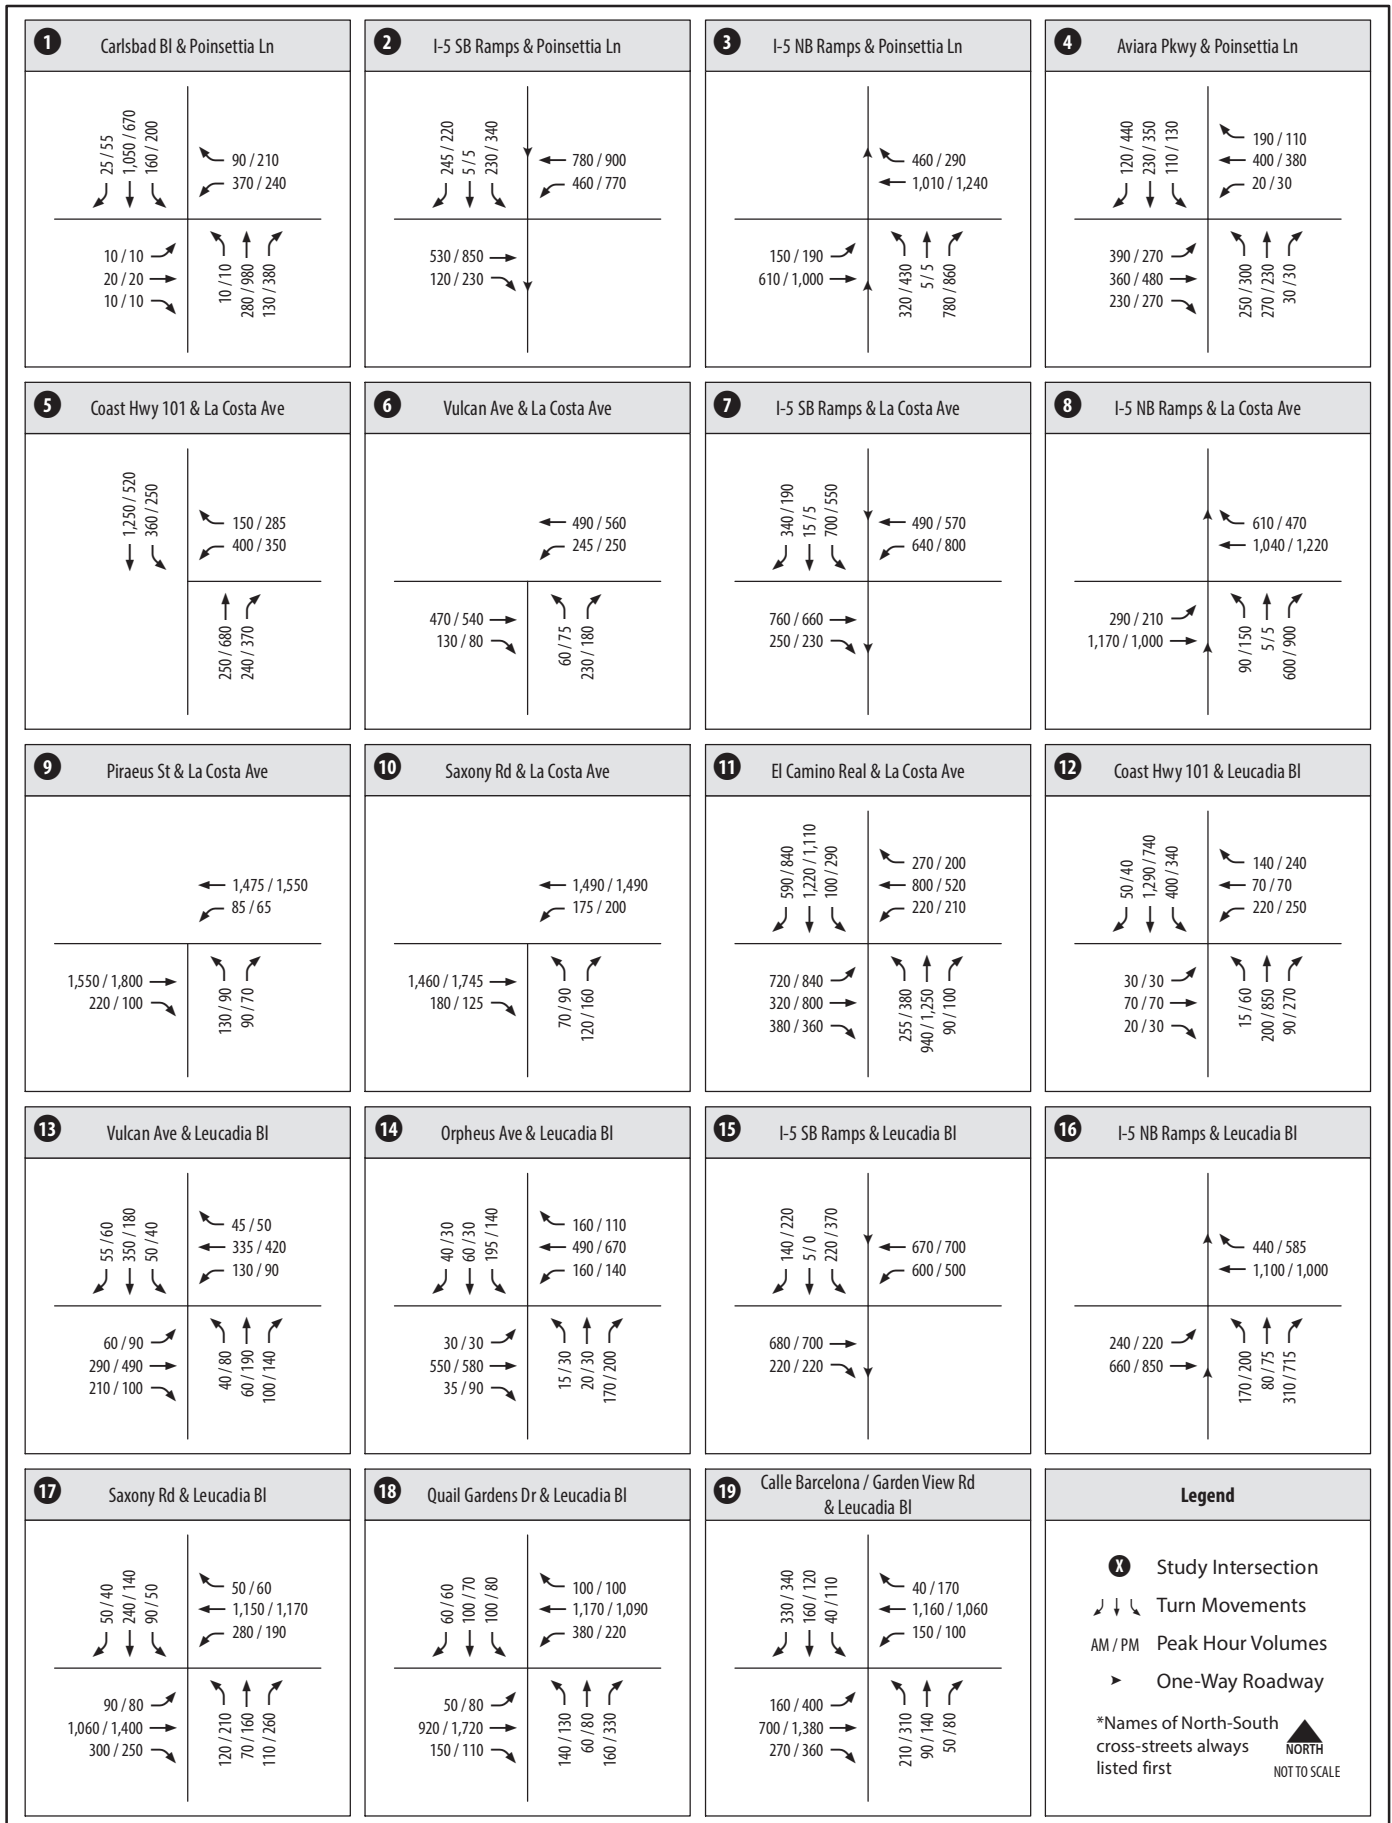 1 Carlsbad Bl & Poinsettia Ln
25 / 55
1,050 / 670
160 / 200
90 / 210
370 / 240
10 / 10
20 / 20
10 / 10
10 / 10
280 / 980
130 / 380
2 I-5 SB Ramps & Poinsettia Ln
245 / 220
5 / 5
230 / 340
780 / 900
460 / 770
530 / 850
120 / 230
3 I-5 NB Ramps & Poinsettia Ln
460 / 290
1,010 / 1,240
150 / 190
610 / 1,000
320 / 430
5 / 5
780 / 860
4 Aviara Pkwy & Poinsettia Ln
120 / 440
230 / 350
110 / 130
190 / 110
400 / 380
20 / 30
390 / 270
360 / 480
230 / 270
250 / 300
270 / 230
30 / 30
5 Coast Hwy 101 & La Costa Ave
1,250 / 520
360 / 250
150 / 285
400 / 350
250 / 680
240 / 370
6 Vulcan Ave & La Costa Ave
490 / 560
245 / 250
470 / 540
130 / 80
60 / 75
230 / 180
7 I-5 SB Ramps & La Costa Ave
340 / 190
15 / 5
700 / 550
490 / 570
640 / 800
760 / 660
250 / 230
8 I-5 NB Ramps & La Costa Ave
610 / 470
1,040 / 1,220
290 / 210
1,170 / 1,000
90 / 150
5 / 5
600 / 900
9 Piraeus St & La Costa Ave
1,475 / 1,550
85 / 65
1,550 / 1,800
220 / 100
130 / 90
90 / 70
10 Saxony Rd & La Costa Ave
1,490 / 1,490
175 / 200
1,460 / 1,745
180 / 125
70 / 90
120 / 160
11 El Camino Real & La Costa Ave
590 / 840
1,220 / 1,110
100 / 290
270 / 200
800 / 520
220 / 210
720 / 840
320 / 800
380 / 360
255 / 380
940 / 1,250
90 / 100
12 Coast Hwy 101 & Leucadia Bl
50 / 40
1,290 / 740
400 / 340
140 / 240
70 / 70
220 / 250
30 / 30
70 / 70
20 / 30
15 / 60
200 / 850
90 / 270
13 Vulcan Ave & Leucadia Bl
55 / 60
350 / 180
50 / 40
45 / 50
335 / 420
130 / 90
60 / 90
290 / 490
210 / 100
40 / 80
60 / 190
100 / 140
14 Orpheus Ave & Leucadia Bl
40 / 30
60 / 30
195 / 140
160 / 110
490 / 670
160 / 140
30 / 30
550 / 580
35 / 90
15 / 30
20 / 30
170 / 200
15 I-5 SB Ramps & Leucadia Bl
140 / 220
5 / 0
220 / 370
670 / 700
600 / 500
680 / 700
220 / 220
16 I-5 NB Ramps & Leucadia Bl
440 / 585
1,100 / 1,000
240 / 220
660 / 850
170 / 200
80 / 75
310 / 715
17 Saxony Rd & Leucadia Bl
50 / 40
240 / 140
90 / 50
50 / 60
1,150 / 1,170
280 / 190
90 / 80
1,060 / 1,400
300 / 250
120 / 210
70 / 160
110 / 260
18 Quail Gardens Dr & Leucadia Bl
60 / 60
100 / 70
100 / 80
100 / 100
1,170 / 1,090
380 / 220
50 / 80
920 / 1,720
150 / 110
140 / 130
60 / 80
160 / 330
19 Calle Barcelona / Garden View Rd
& Leucadia Bl
330 / 340
160 / 120
40 / 110
40 / 170
1,160 / 1,060
150 / 100
160 / 400
700 / 1,380
270 / 360
210 / 310
90 / 140
50 / 80
Legend
X Study Intersection
Turn Movements
AM / PM Peak Hour Volumes
One-Way Roadway
*Names of North-South
cross-streets always
listed first
NORTH
NOT TO SCALE